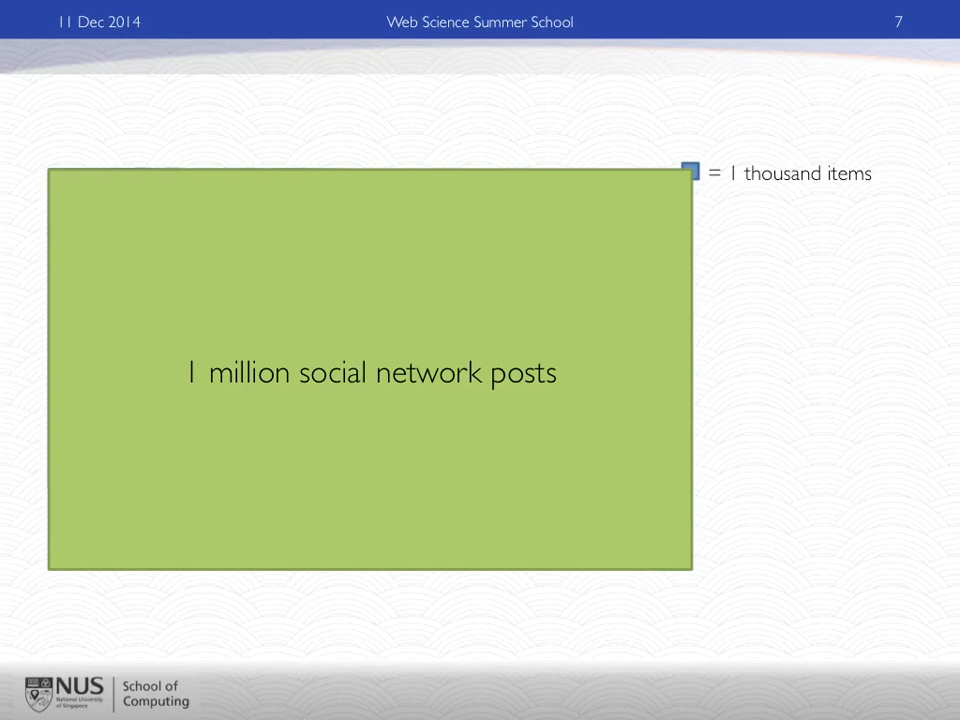 11 Dec 2014
Web Science Summer School
7
= 1 thousand items
1 million social network posts
NUS
National University
of Singapore
School of
Computing